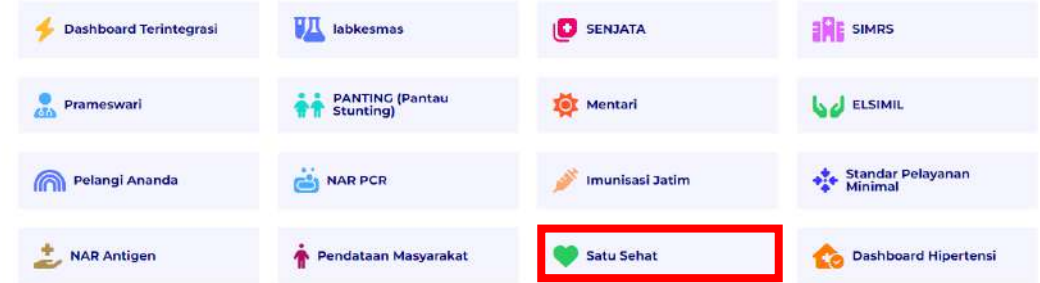 Dashboard Terintegrasi
labkesmas
SENJATA
SIMRS
Prameswari
PANTING (Pantau
Stunting)
Mentari
ELSIMIL
Pelangi Ananda
NAR PCR
Imunisasi Jatim
Standar Pelayanan
Minimal
NAR Antigen
Pendataan Masyarakat
Satu Sehat
Dashboard Hipertensi